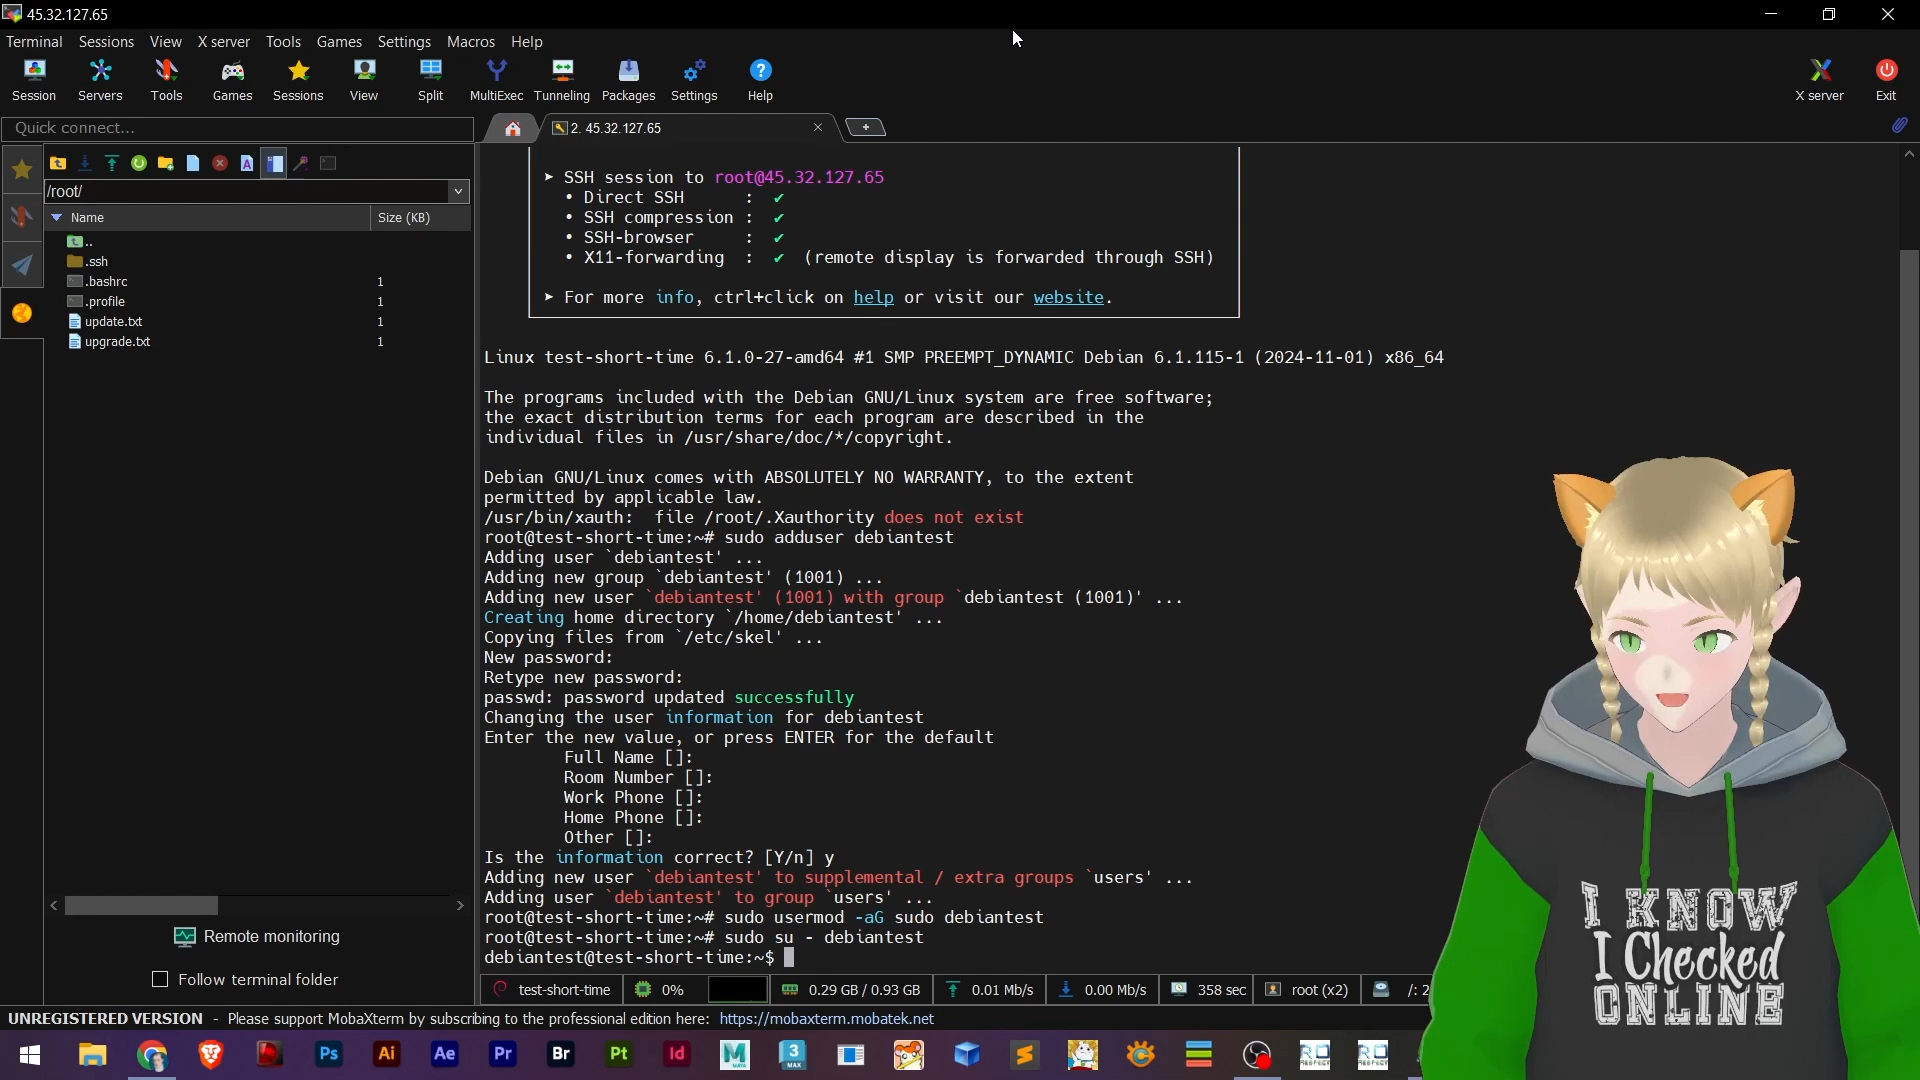 45.32.127.65
Terminal Sessions View X server Tools Games Settings Macros Help
Session Servers Tools Games Sessions View Split MultiExec Tunneling Packages Settings Help X server Exit
Quick connect...
2. 45.32.127.65
/root/
Name Size (KB)
..
.ssh
.bashrc 1
.profile 1
update.txt 1
upgrade.txt 1
Remote monitoring
Follow terminal folder
➤ SSH session to root@45.32.127.65
• Direct SSH : ✔
• SSH compression : ✔
• SSH-browser : ✔
• X11-forwarding : ✔ (remote display is forwarded through SSH)
➤ For more info, ctrl+click on help or visit our website.
Linux test-short-time 6.1.0-27-amd64 #1 SMP PREEMPT_DYNAMIC Debian 6.1.115-1 (2024-11-01) x86_64
The programs included with the Debian GNU/Linux system are free software;
the exact distribution terms for each program are described in the
individual files in /usr/share/doc/*/copyright.
Debian GNU/Linux comes with ABSOLUTELY NO WARRANTY, to the extent
permitted by applicable law.
/usr/bin/xauth:  file /root/.Xauthority does not exist
root@test-short-time:~# sudo adduser debiantest
Adding user `debiantest' ...
Adding new group `debiantest' (1001) ...
Adding new user `debiantest' (1001) with group `debiantest (1001)' ...
Creating home directory `/home/debiantest' ...
Copying files from `/etc/skel' ...
New password:
Retype new password:
passwd: password updated successfully
Changing the user information for debiantest
Enter the new value, or press ENTER for the default
Full Name []:
Room Number []:
Work Phone []:
Home Phone []:
Other []:
Is the information correct? [Y/n] y
Adding new user `debiantest' to supplemental / extra groups `users' ...
Adding user `debiantest' to group `users' ...
root@test-short-time:~# sudo usermod -aG sudo debiantest
root@test-short-time:~# sudo su - debiantest
debiantest@test-short-time:~$
test-short-time 0% 0.29 GB / 0.93 GB 0.01 Mb/s 0.00 Mb/s 358 sec root (x2) /: 2
UNREGISTERED VERSION - Please support MobaXterm by subscribing to the professional edition here: https://mobaxterm.mobatek.net
Ps Ai Ae Pr Br Pt Id M 3
I KNOW
I Checked
ONLINE